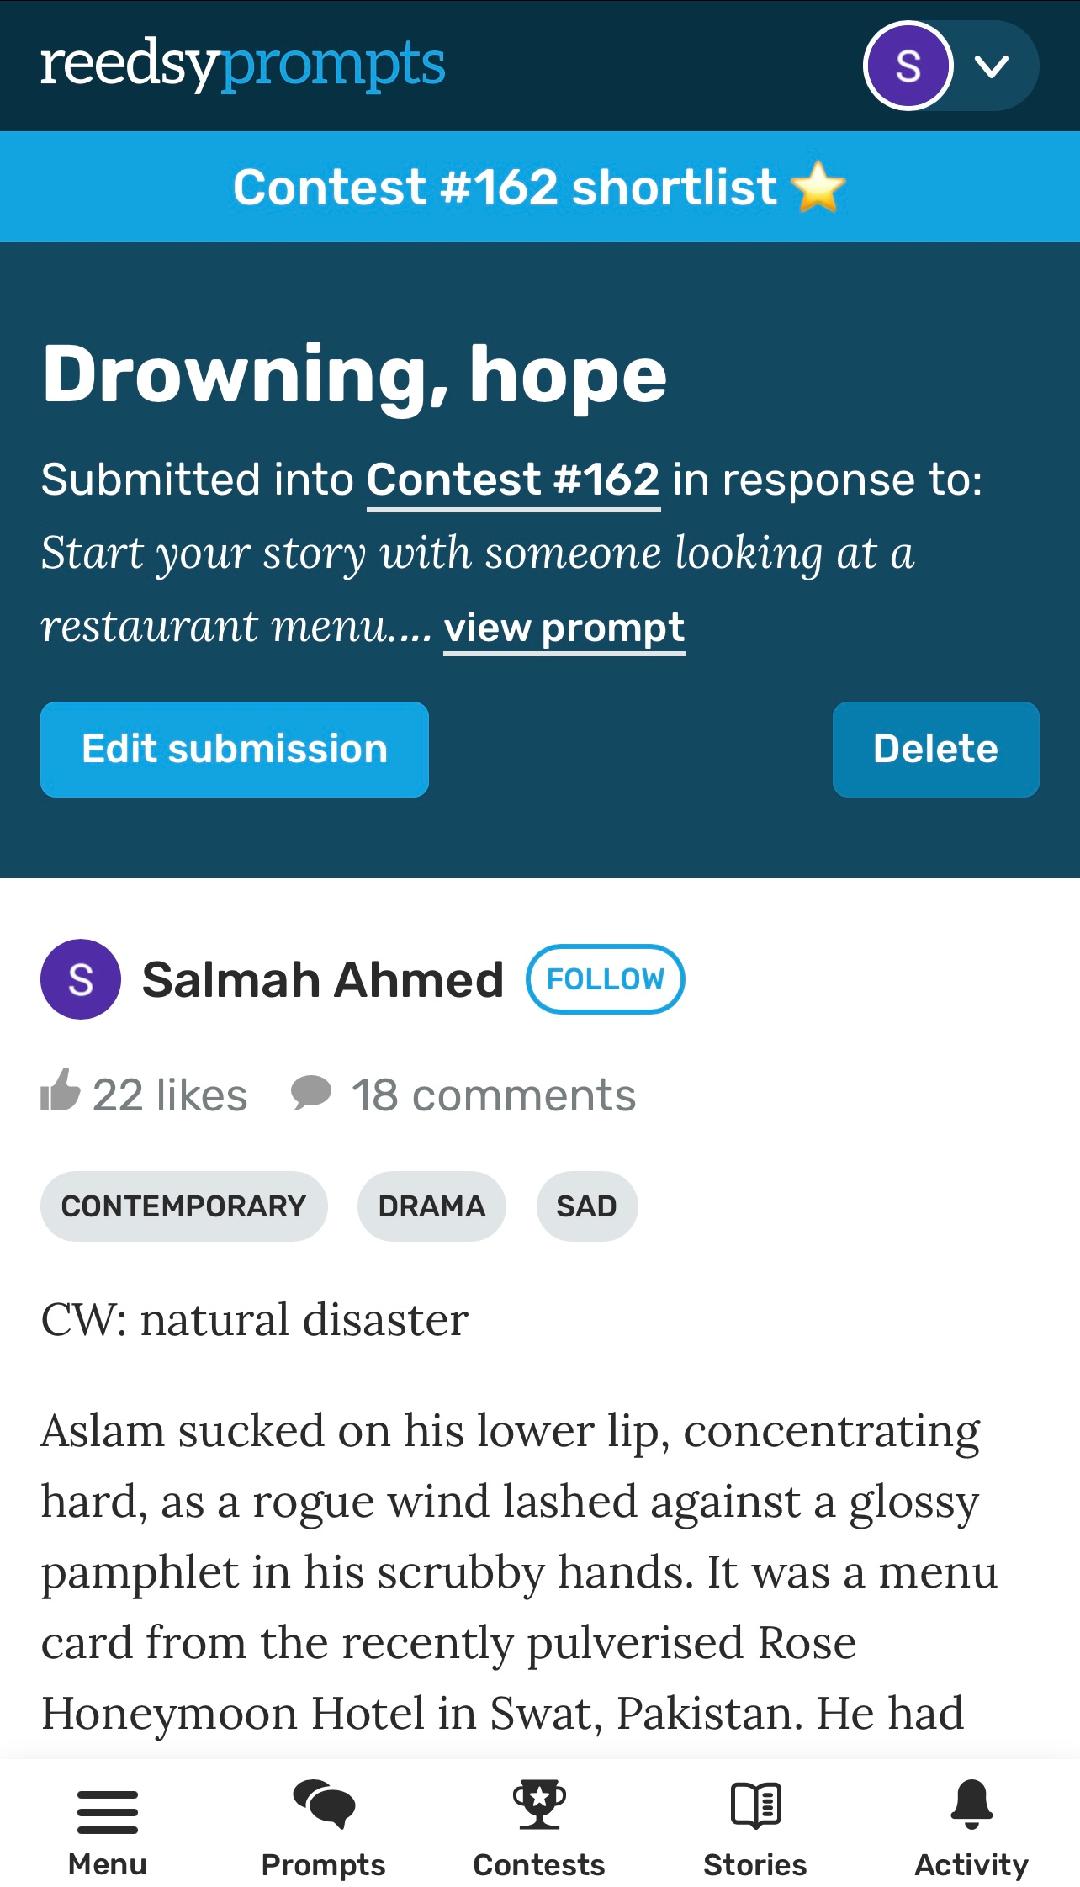 reedsyprompts
S
Contest #162 shortlist ⭐
Drowning, hope
Submitted into Contest #162 in response to:
Start your story with someone looking at a
restaurant menu.... view prompt
Edit submission
Delete
S
Salmah Ahmed
FOLLOW
22 likes
18 comments
CONTEMPORARY
DRAMA
SAD
CW: natural disaster
Aslam sucked on his lower lip, concentrating
hard, as a rogue wind lashed against a glossy
pamphlet in his scrubby hands. It was a menu
card from the recently pulverised Rose
Honeymoon Hotel in Swat, Pakistan. He had
Menu
Prompts
Contests
Stories
Activity